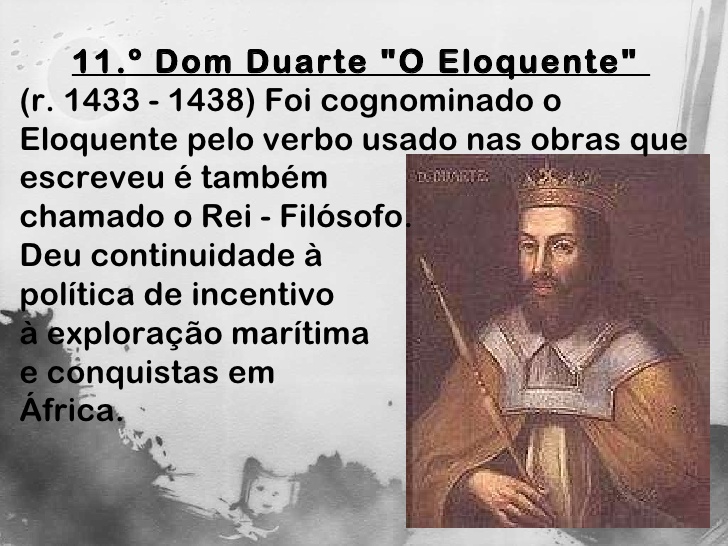 11.º Dom Duarte "O Eloquente"
(r. 1433 - 1438) Foi cognominado o
Eloquente pelo verbo usado nas obras que
escreveu é também
chamado o Rei - Filósofo.
Deu continuidade à
política de incentivo
à exploração marítima
e conquistas em
África.
D. DUARTE.